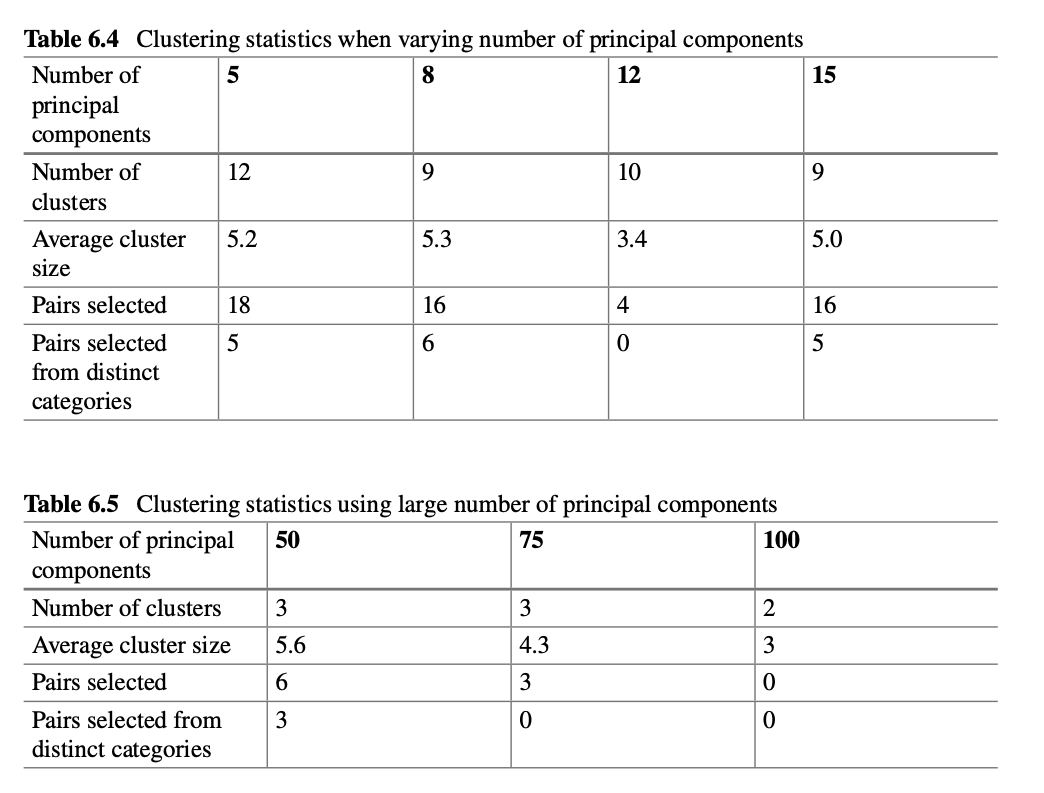 Table 6.4 Clustering statistics when varying number of principal components
Number of principal components 5 8 12 15
Number of clusters 12 9 10 9
Average cluster size 5.2 5.3 3.4 5.0
Pairs selected 18 16 4 16
Pairs selected from distinct categories 5 6 0 5
Table 6.5 Clustering statistics using large number of principal components
Number of principal components 50 75 100
Number of clusters 3 3 2
Average cluster size 5.6 4.3 3
Pairs selected 6 3 0
Pairs selected from distinct categories 3 0 0